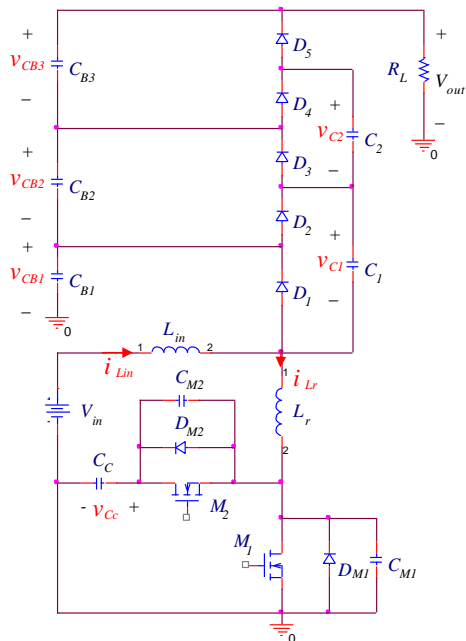 + D5 +
vCB3 CB3 RL Vout
− D4 + −
vC2 C2 0
+ D3 −
vCB2 CB2
− D2 +
+ vC1 C1
vCB1 CB1 D1 −
− 0
Lin
1 2 1
iLin iLr
CM2 Lr
Vin DM2 2
CC
- vCc + M2
M1 DM1 CM1
0